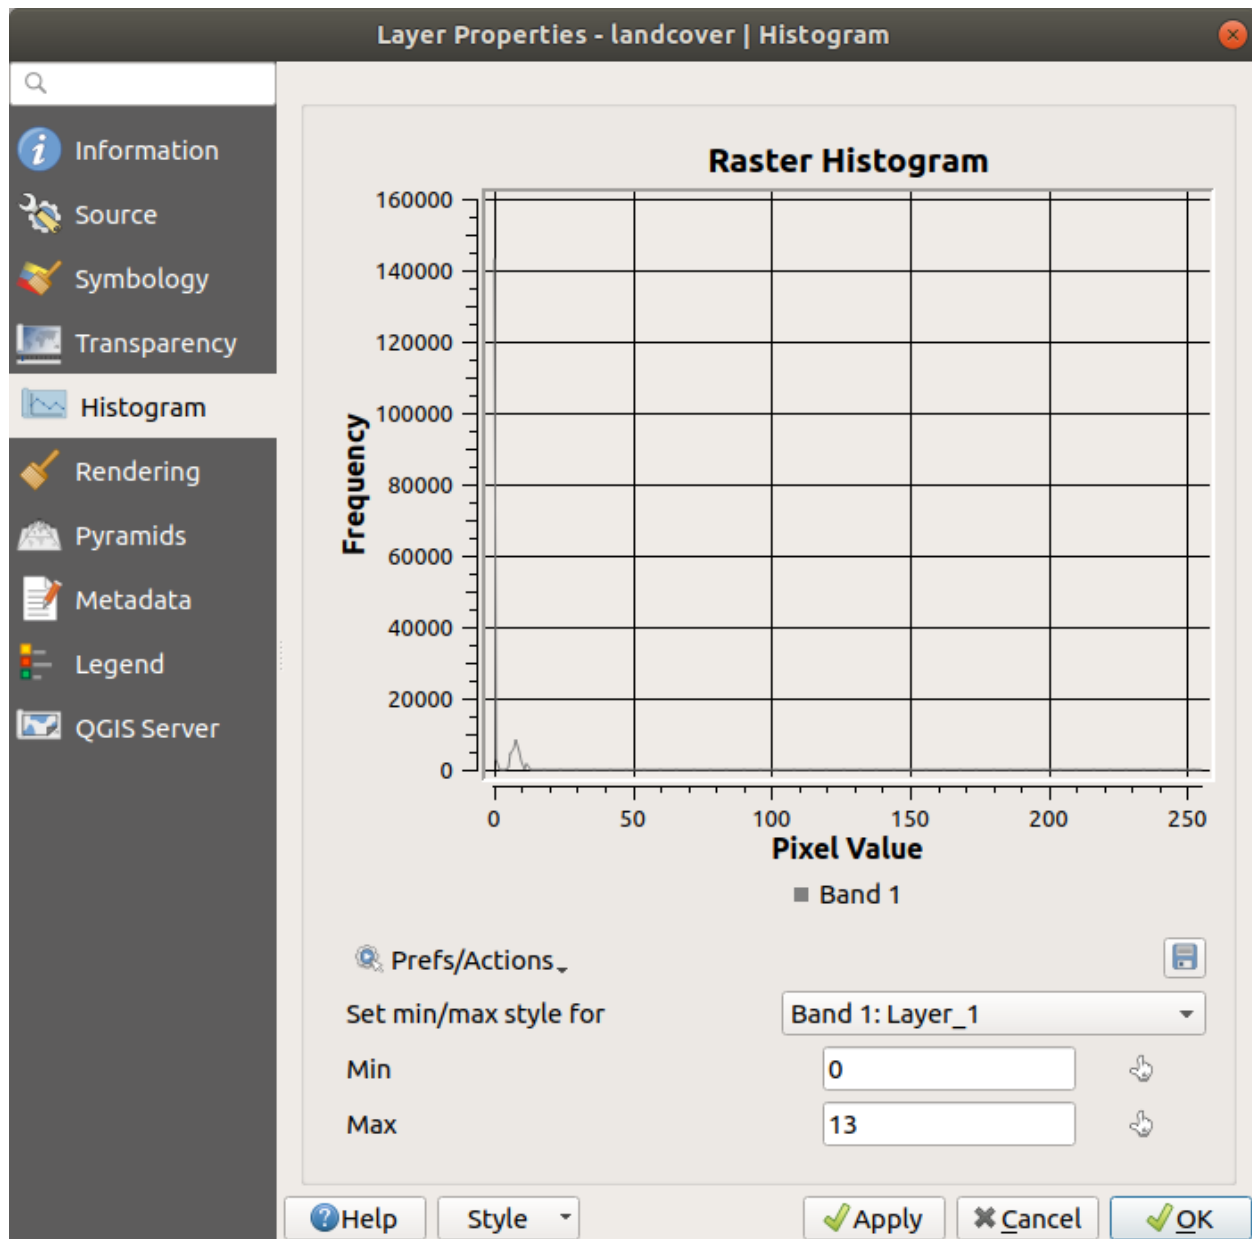 Layer Properties - landcover | Histogram
Information
Source
Symbology
Transparency
Histogram
Rendering
Pyramids
Metadata
Legend
QGIS Server
Raster Histogram
160000
140000
120000
100000
80000
60000
40000
20000
0
Frequency
0 50 100 150 200 250
Pixel Value
Band 1
Prefs/Actions
Set min/max style for Band 1: Layer_1
Min 0
Max 13
Help Style Apply Cancel OK